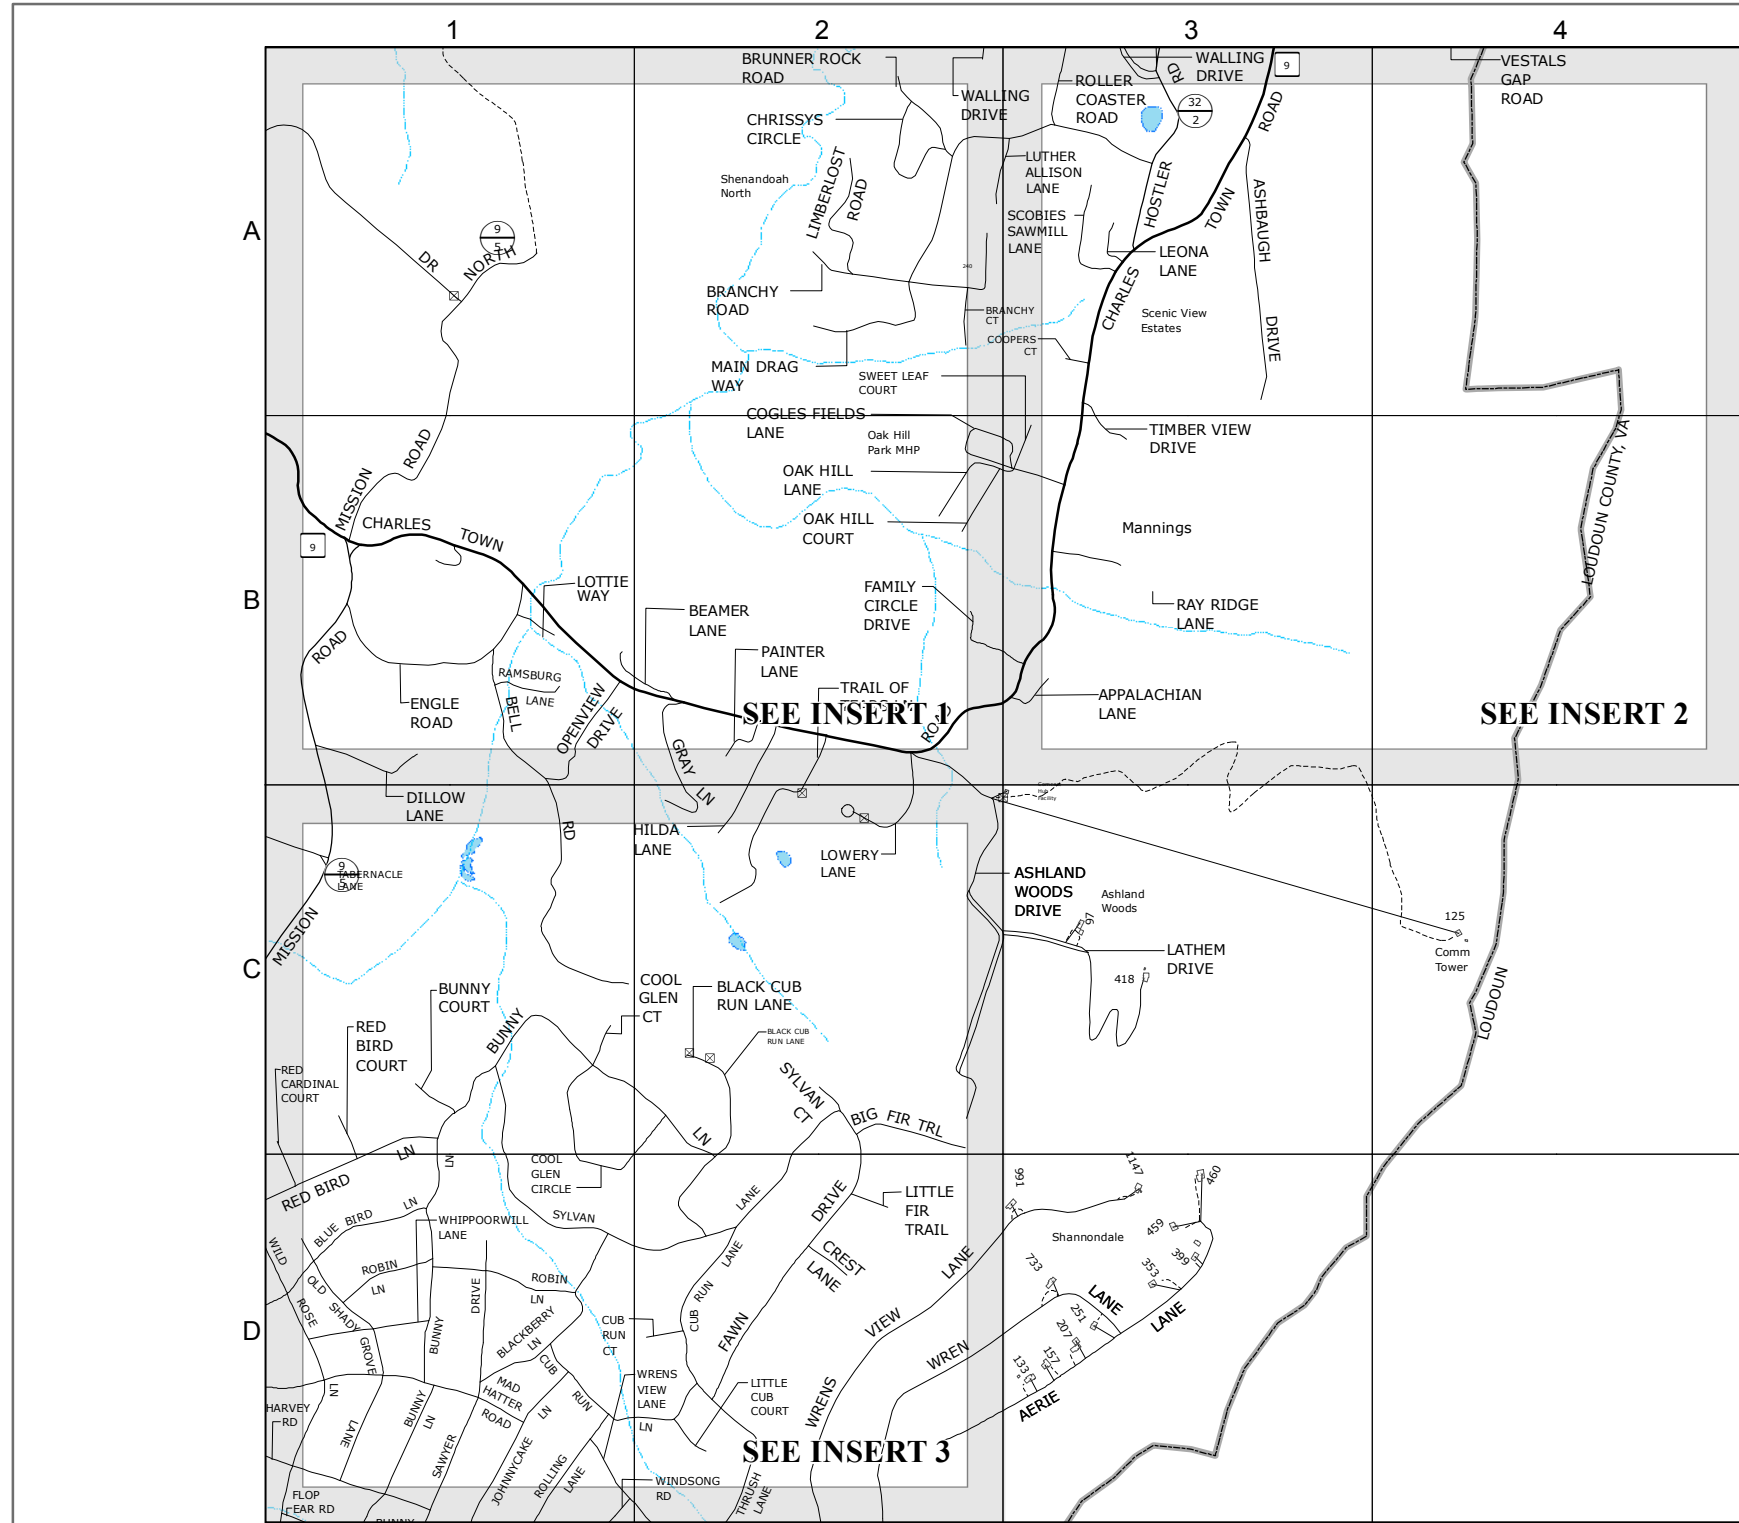 1
2
3
4
A
B
C
D
BRUNNER ROCK
ROAD
WALLING
DRIVE
CHRISSYS
CIRCLE
Shenandoah
North
LIMBERLOST
ROAD
BRANCHY
ROAD
MAIN DRAG
WAY
240
BRANCHY
CT
COOPERS
CT
SWEET LEAF
COURT
ROLLER
COASTER
ROAD
RD
WALLING
DRIVE
9
32
2
LUTHER
ALLISON
LANE
SCOBIES
SAWMILL
LANE
HOSTLER
LEONA
LANE
CHARLES
TOWN
ROAD
ASHBAUGH
DRIVE
Scenic View
Estates
VESTALS
GAP
ROAD
9
5
DR
NORTH
MISSION
ROAD
CHARLES
TOWN
9
ROAD
ENGLE
ROAD
DILLOW
LANE
LOTTIE
WAY
BEAMER
LANE
PAINTER
LANE
RAMSBURG
LANE
BELL
RD
OPENVIEW
DRIVE
GRAY
LN
COGLES FIELDS
LANE
Oak Hill
Park MHP
OAK HILL
LANE
OAK HILL
COURT
FAMILY
CIRCLE
DRIVE
TRAIL OF
ROAD
SEE INSERT 1
TIMBER VIEW
DRIVE
Mannings
RAY RIDGE
LANE
APPALACHIAN
LANE
LOUDOUN COUNTY, VA
SEE INSERT 2
HILDA
LANE
LOWERY
LANE
Facility
9
5
TABERNACLE
LANE
MISSION
ASHLAND
WOODS
DRIVE
Ashland
Woods
97
LATHEM
DRIVE
418
125
Comm
Tower
LOUDOUN
BUNNY
COURT
RED
BIRD
COURT
RED
CARDINAL
COURT
BUNNY
LN
COOL
GLEN
CT
BLACK CUB
RUN LANE
BLACK CUB
RUN LANE
SYLVAN
CT
BIG FIR TRL
LN
RED BIRD
LN
COOL
GLEN
CIRCLE
SYLVAN
LANE
LITTLE
FIR
TRAIL
DRIVE
FAWN
CREST
LANE
BLUE
BIRD
LN
WHIPPOORWILL
LANE
WILD
ROSE
LN
OLD
SHADY
GROVE
LANE
ROBIN
LN
DRIVE
ROBIN
LN
BUNNY
BLACKBERRY
LN
CUB
RUN
CT
CUB
RUN
LANE
CUB
RUN
LN
MAD
HATTER
ROAD
BUNNY
LN
SAWYER
JOHNNYCAKE
LN
ROLLING
LANE
HARVEY
RD
FLOP
EAR RD
BUNNY
WRENS
VIEW
LANE
LITTLE
CUB
COURT
WINDSONG
RD
THRUSH
LANE
SEE INSERT 3
WRENS
VIEW
LANE
WREN
LANE
AERIE
LANE
Shannondale
991
1147
460
459
399
353
733
251
207
157
133